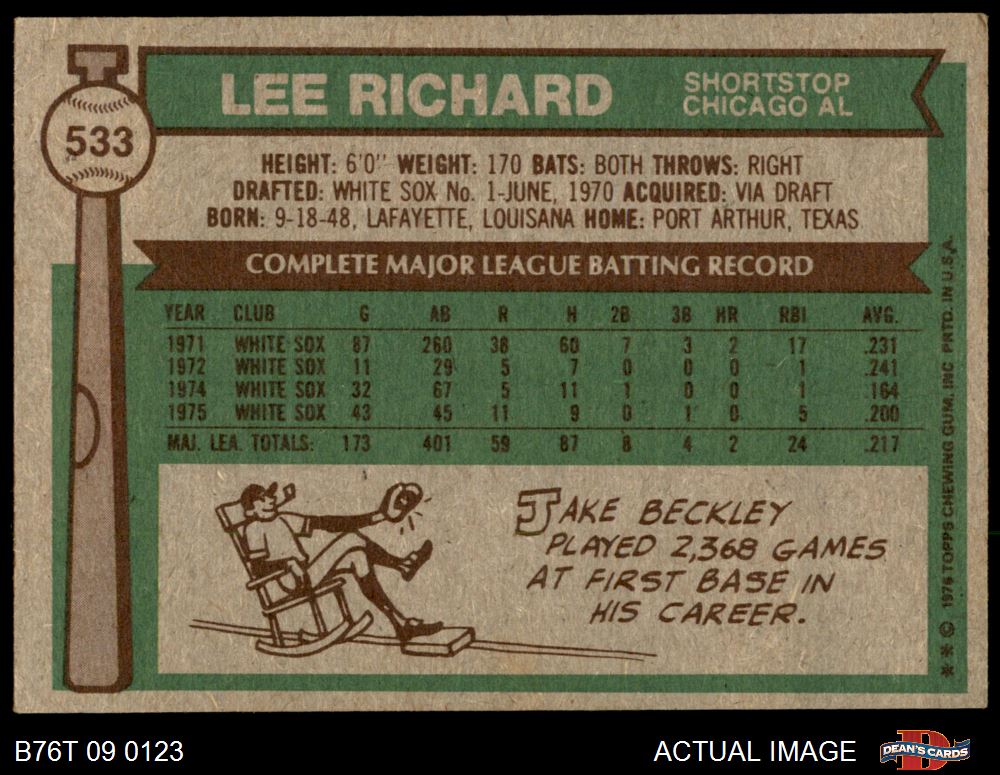 533
LEE RICHARD
SHORTSTOP
CHICAGO AL
HEIGHT: 6'0" WEIGHT: 170 BATS: BOTH THROWS: RIGHT
DRAFTED: WHITE SOX No. 1-JUNE, 1970 ACQUIRED: VIA DRAFT
BORN: 9-18-48, LAFAYETTE, LOUISANA HOME: PORT ARTHUR, TEXAS
COMPLETE MAJOR LEAGUE BATTING RECORD
YEAR CLUB G AB R H 2B 3B HR RBI AVG.
1971 WHITE SOX 87 260 38 60 7 3 2 17 .231
1972 WHITE SOX 11 29 5 7 0 0 0 1 .241
1974 WHITE SOX 32 67 5 11 1 0 0 1 .164
1975 WHITE SOX 43 45 11 9 0 1 0 5 .200
MAJ. LEA. TOTALS: 173 401 59 87 8 4 2 24 .217
JAKE BECKLEY
PLAYED 2,368 GAMES
AT FIRST BASE IN
HIS CAREER.
** © 1976 TOPPS CHEWING GUM, INC PRTD. IN U.S.A.
B76T 09 0123
ACTUAL IMAGE
DEAN'S CARDS